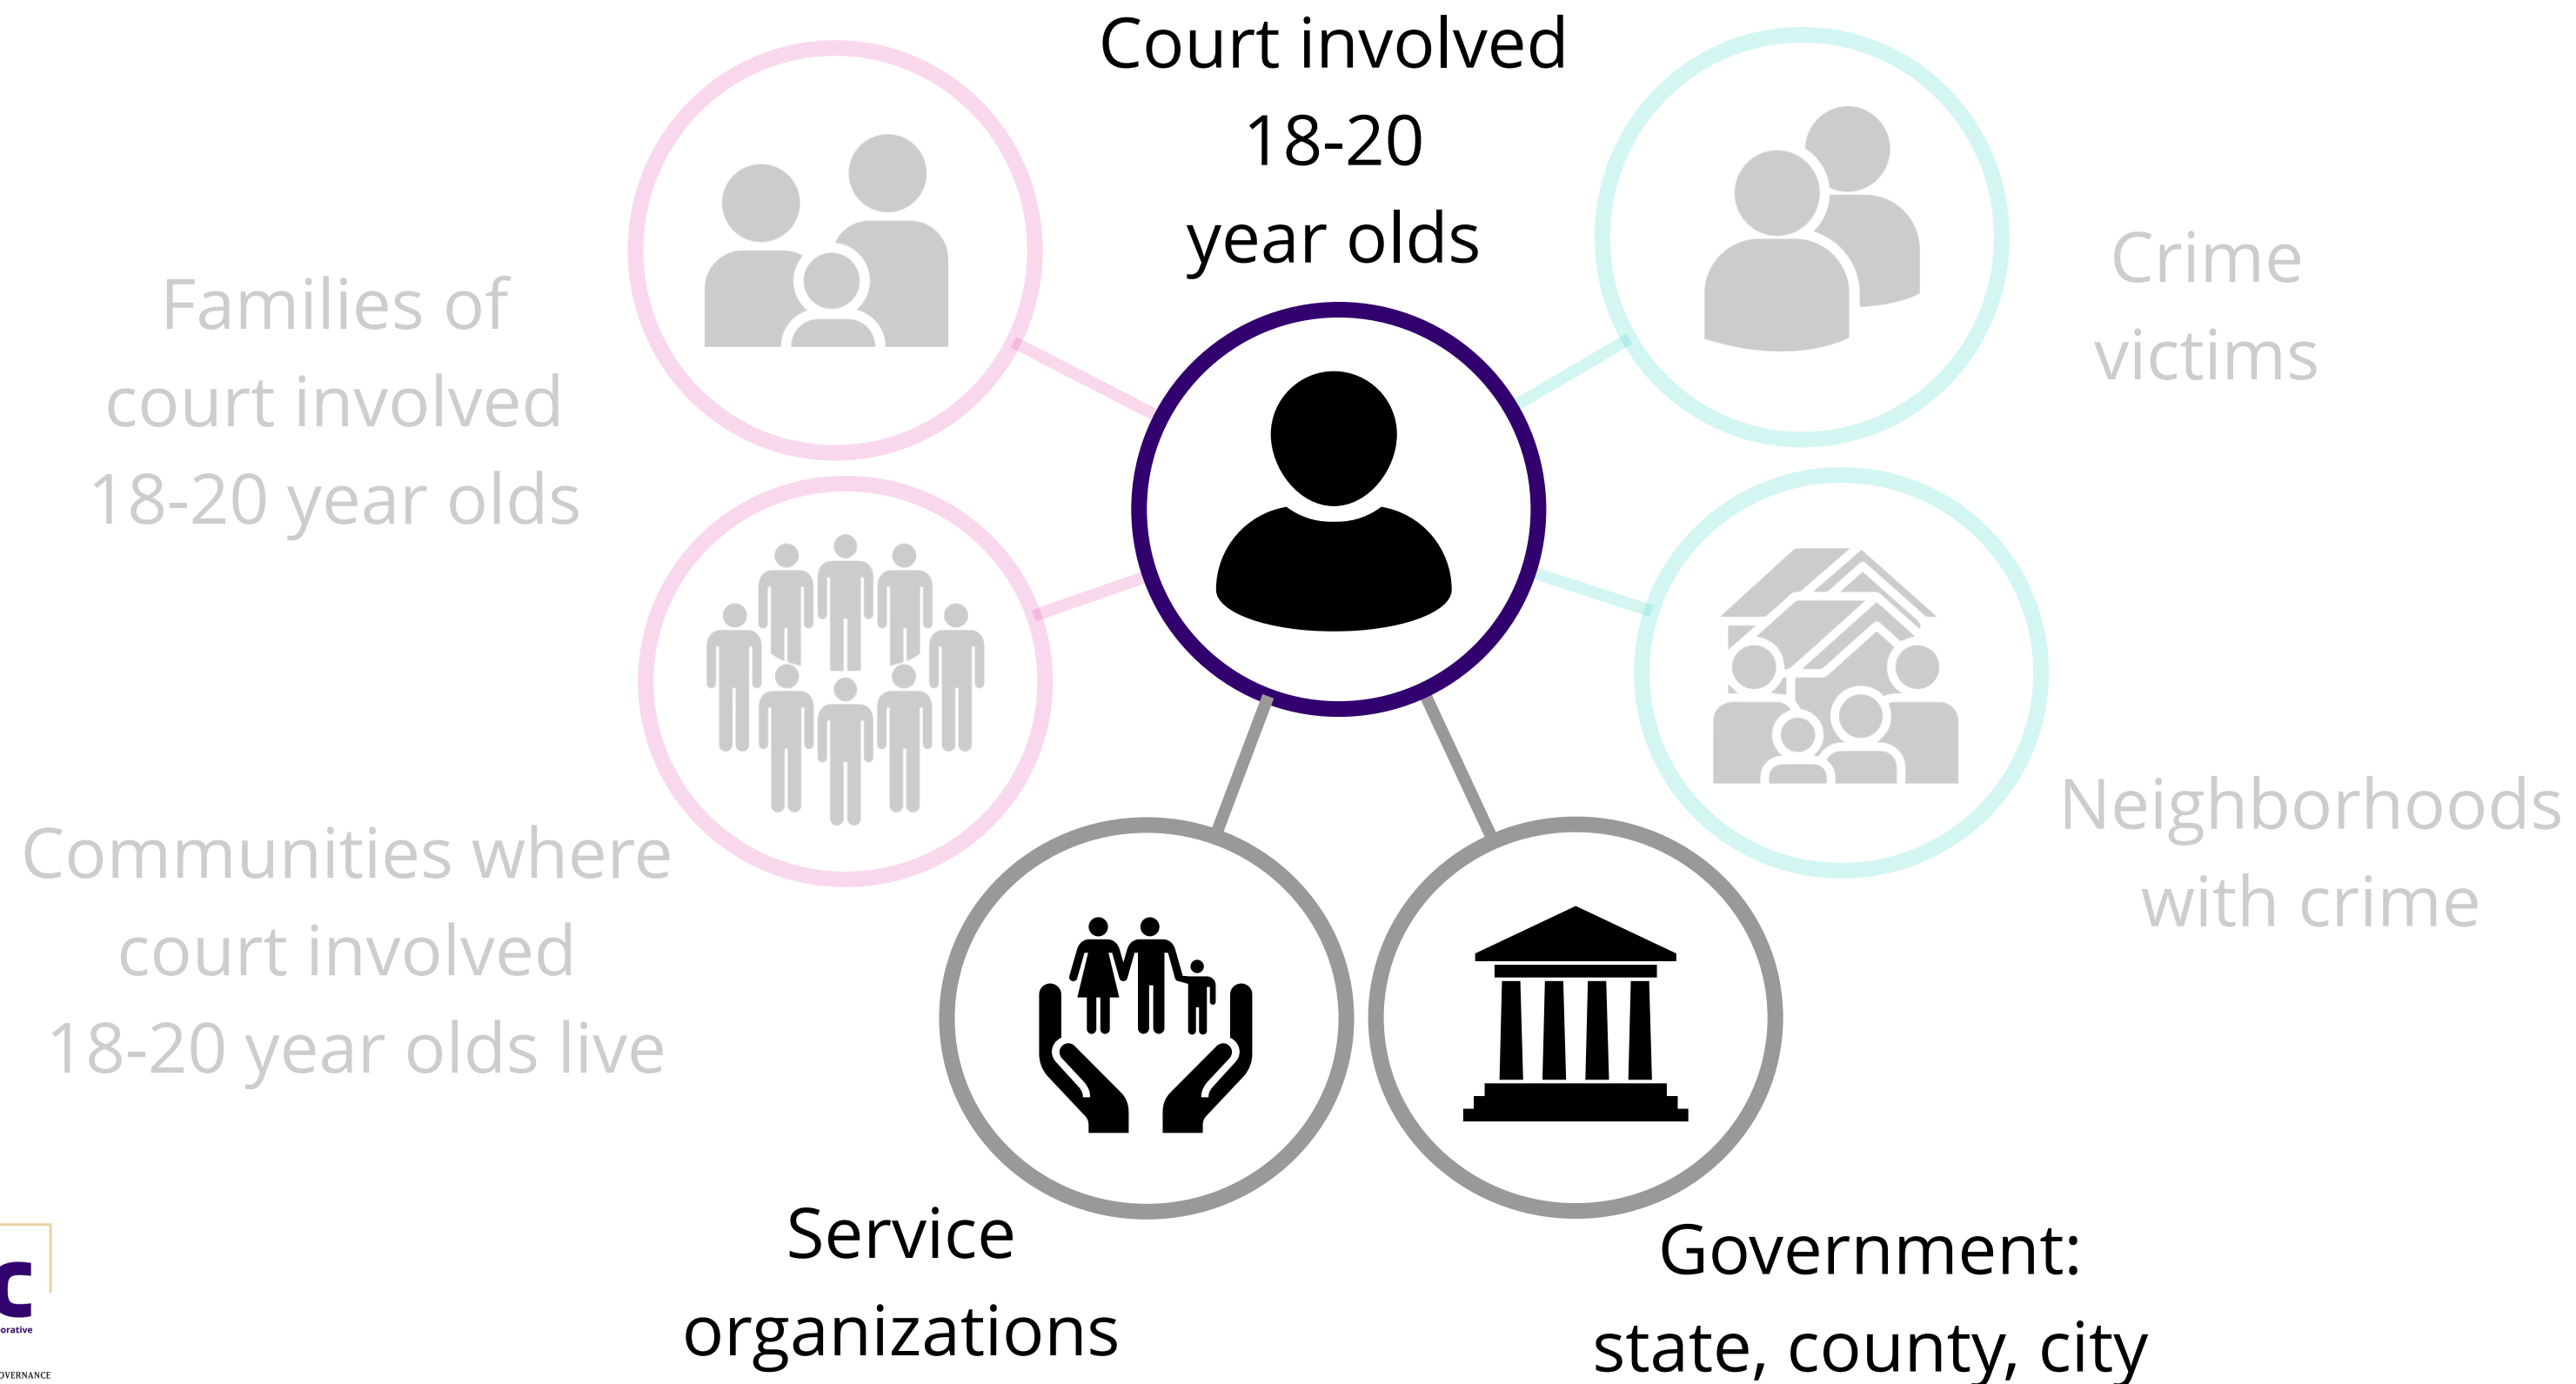 Court involved
18-20
year olds
Families of
court involved
18-20 year olds
Crime
victims
Communities where
court involved
18-20 year olds live
Neighborhoods
with crime
Service
organizations
Government:
state, county, city